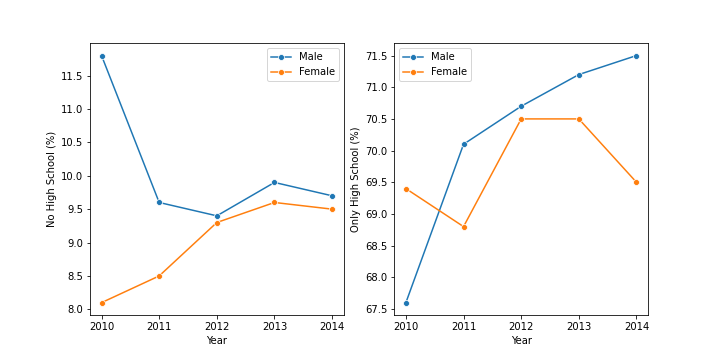 No High School (%)
11.5
11.0
10.5
10.0
9.5
9.0
8.5
8.0
2010 2011 2012 2013 2014
Year
Male
Female
Only High School (%)
71.5
71.0
70.5
70.0
69.5
69.0
68.5
68.0
67.5
2010 2011 2012 2013 2014
Year
Male
Female